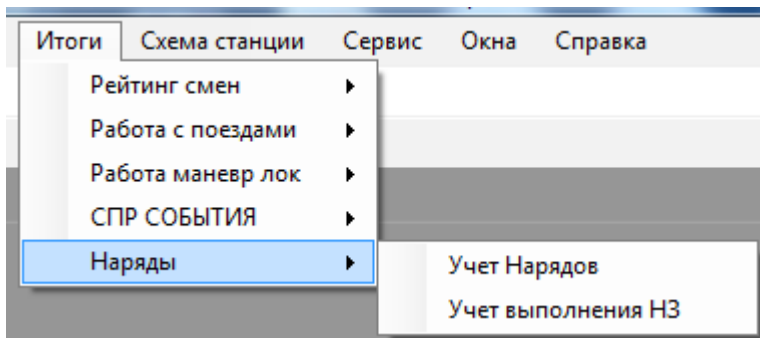 Итоги Схема станции Сервис Окна Справка
Рейтинг смен
Работа с поездами
Работа маневр лок
СПР СОБЫТИЯ
Наряды
Учет Нарядов
Учет выполнения НЗ